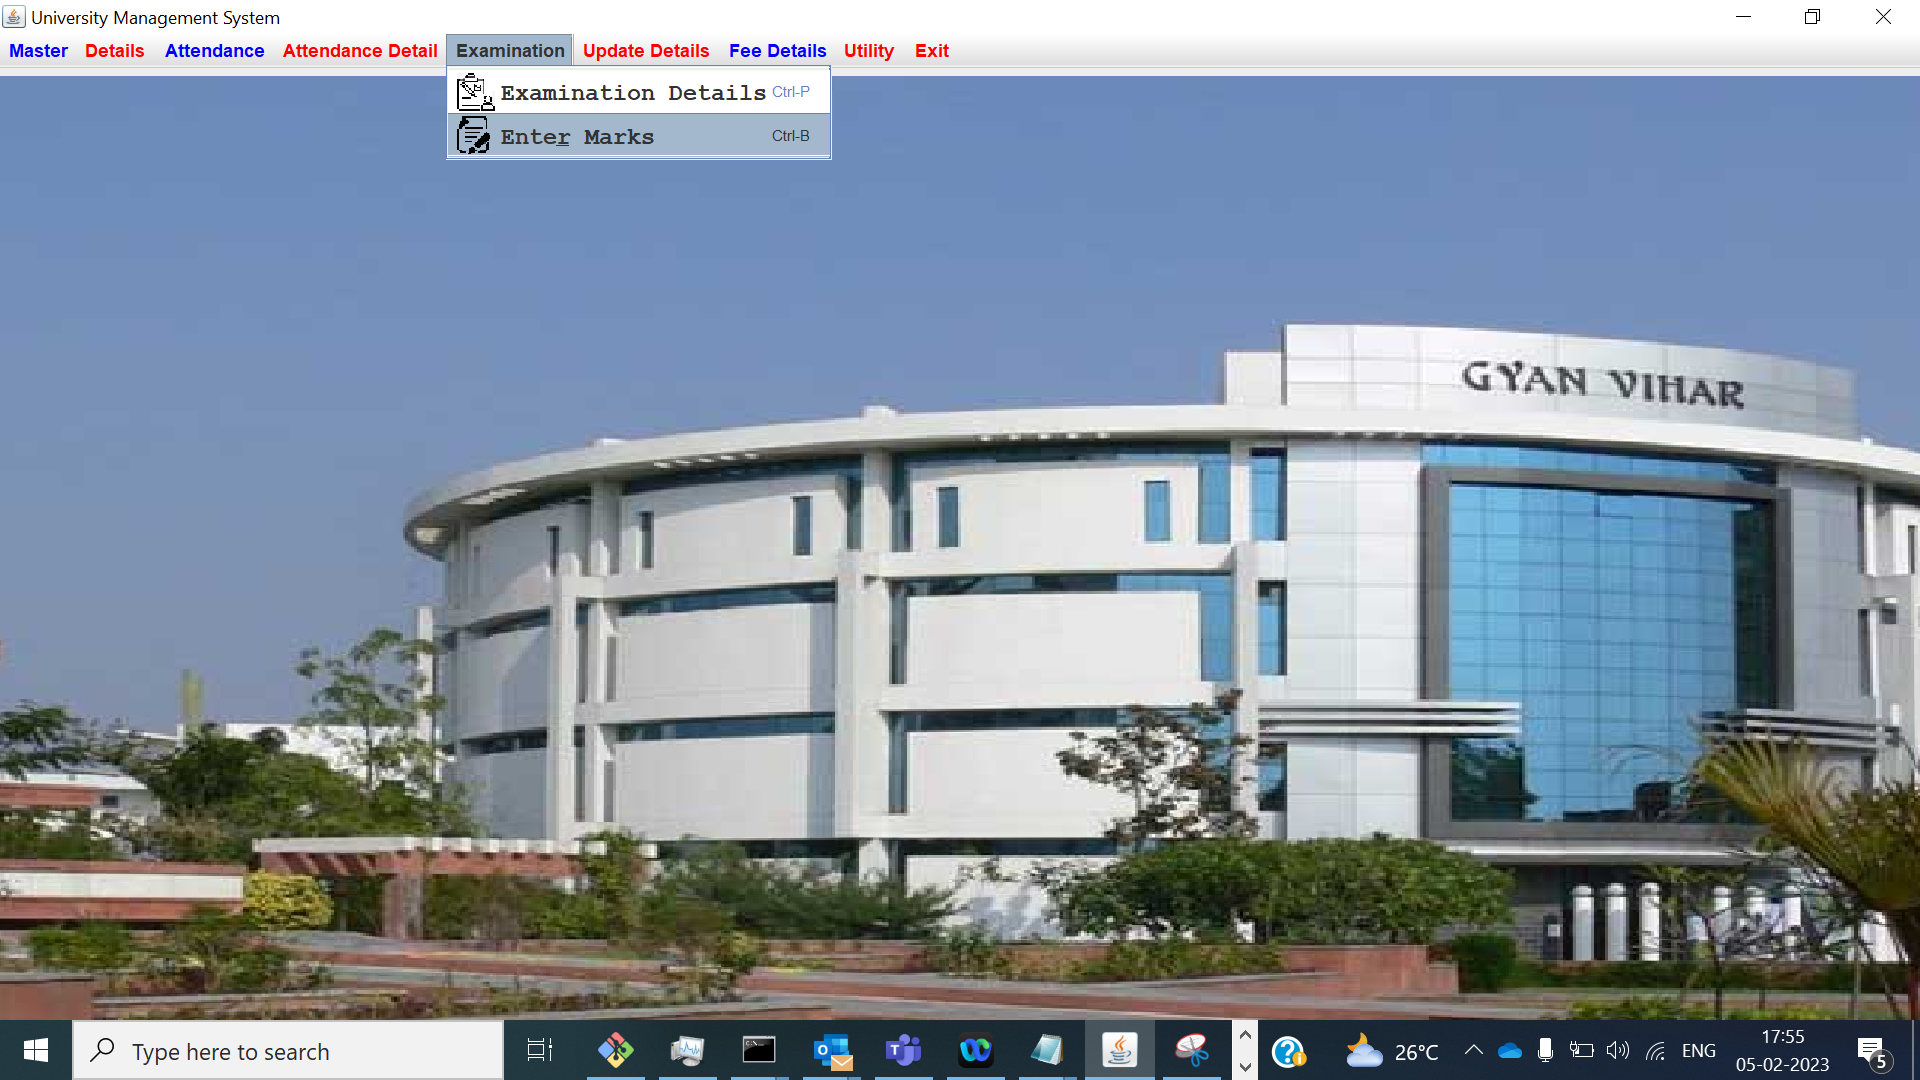 University Management System
Master Details Attendance Attendance Detail Examination Update Details Fee Details Utility Exit
Examination Details Ctrl-P
Enter Marks Ctrl-B
GYAN VIHAR
Type here to search
26°C
ENG
17:55
05-02-2023
5